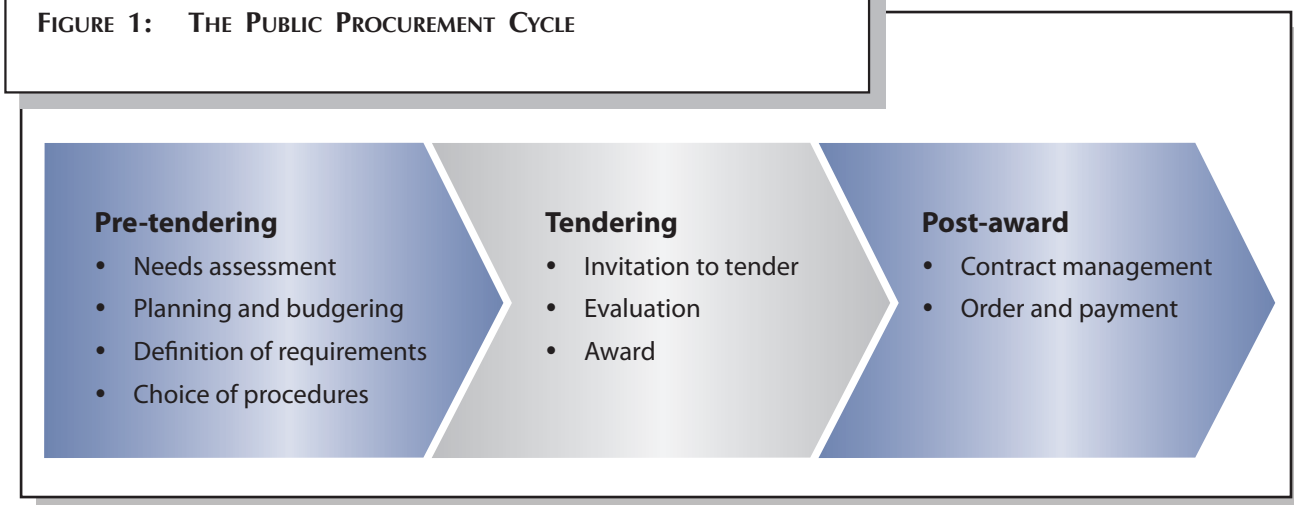 FIGURE 1: THE PUBLIC PROCUREMENT CYCLE
Pre-tendering
• Needs assessment
• Planning and budgering
• Definition of requirements
• Choice of procedures
Tendering
• Invitation to tender
• Evaluation
• Award
Post-award
• Contract management
• Order and payment